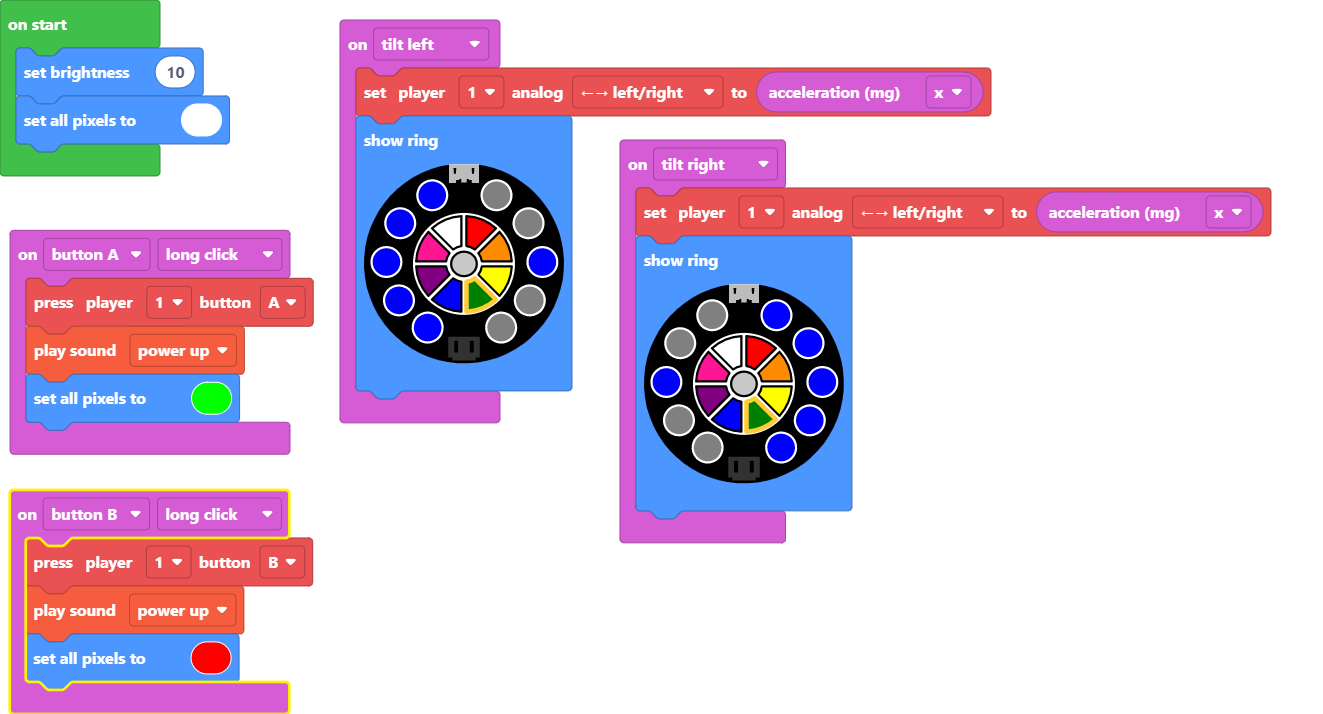 on start
set brightness 10
set all pixels to
on button A long click
press player 1 button A
play sound power up
set all pixels to
on button B long click
press player 1 button B
play sound power up
set all pixels to
on tilt left
set player 1 analog ←→ left/right to acceleration (mg) x
show ring
on tilt right
set player 1 analog ←→ left/right to acceleration (mg) x
show ring